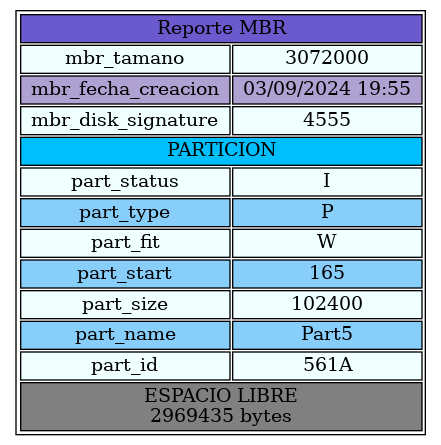 Reporte MBR
mbr_tamano 3072000
mbr_fecha_creacion 03/09/2024 19:55
mbr_disk_signature 4555
PARTICION
part_status I
part_type P
part_fit W
part_start 165
part_size 102400
part_name Part5
part_id 561A
ESPACIO LIBRE
2969435 bytes